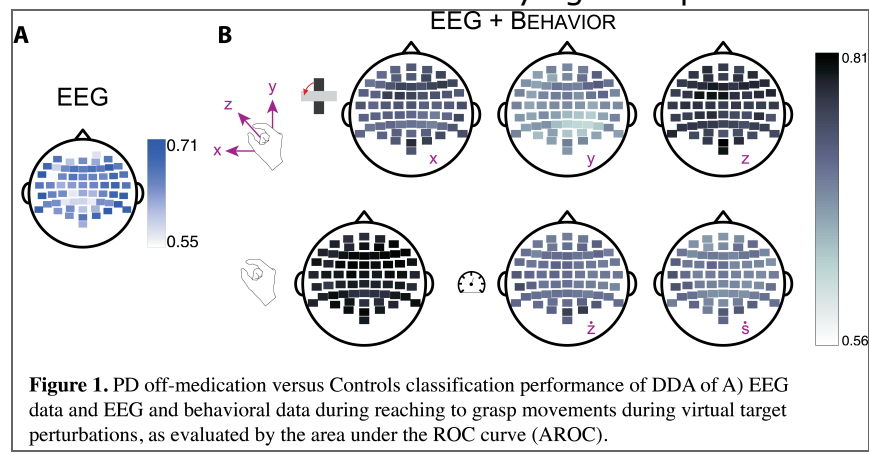 A
B
EEG + BEHAVIOR
EEG
0.71
0.55
z
y
x
x
y
z
ż
ṡ
0.81
0.56
Figure 1. PD off-medication versus Controls classification performance of DDA of A) EEG
data and EEG and behavioral data during reaching to grasp movements during virtual target
perturbations, as evaluated by the area under the ROC curve (AROC).